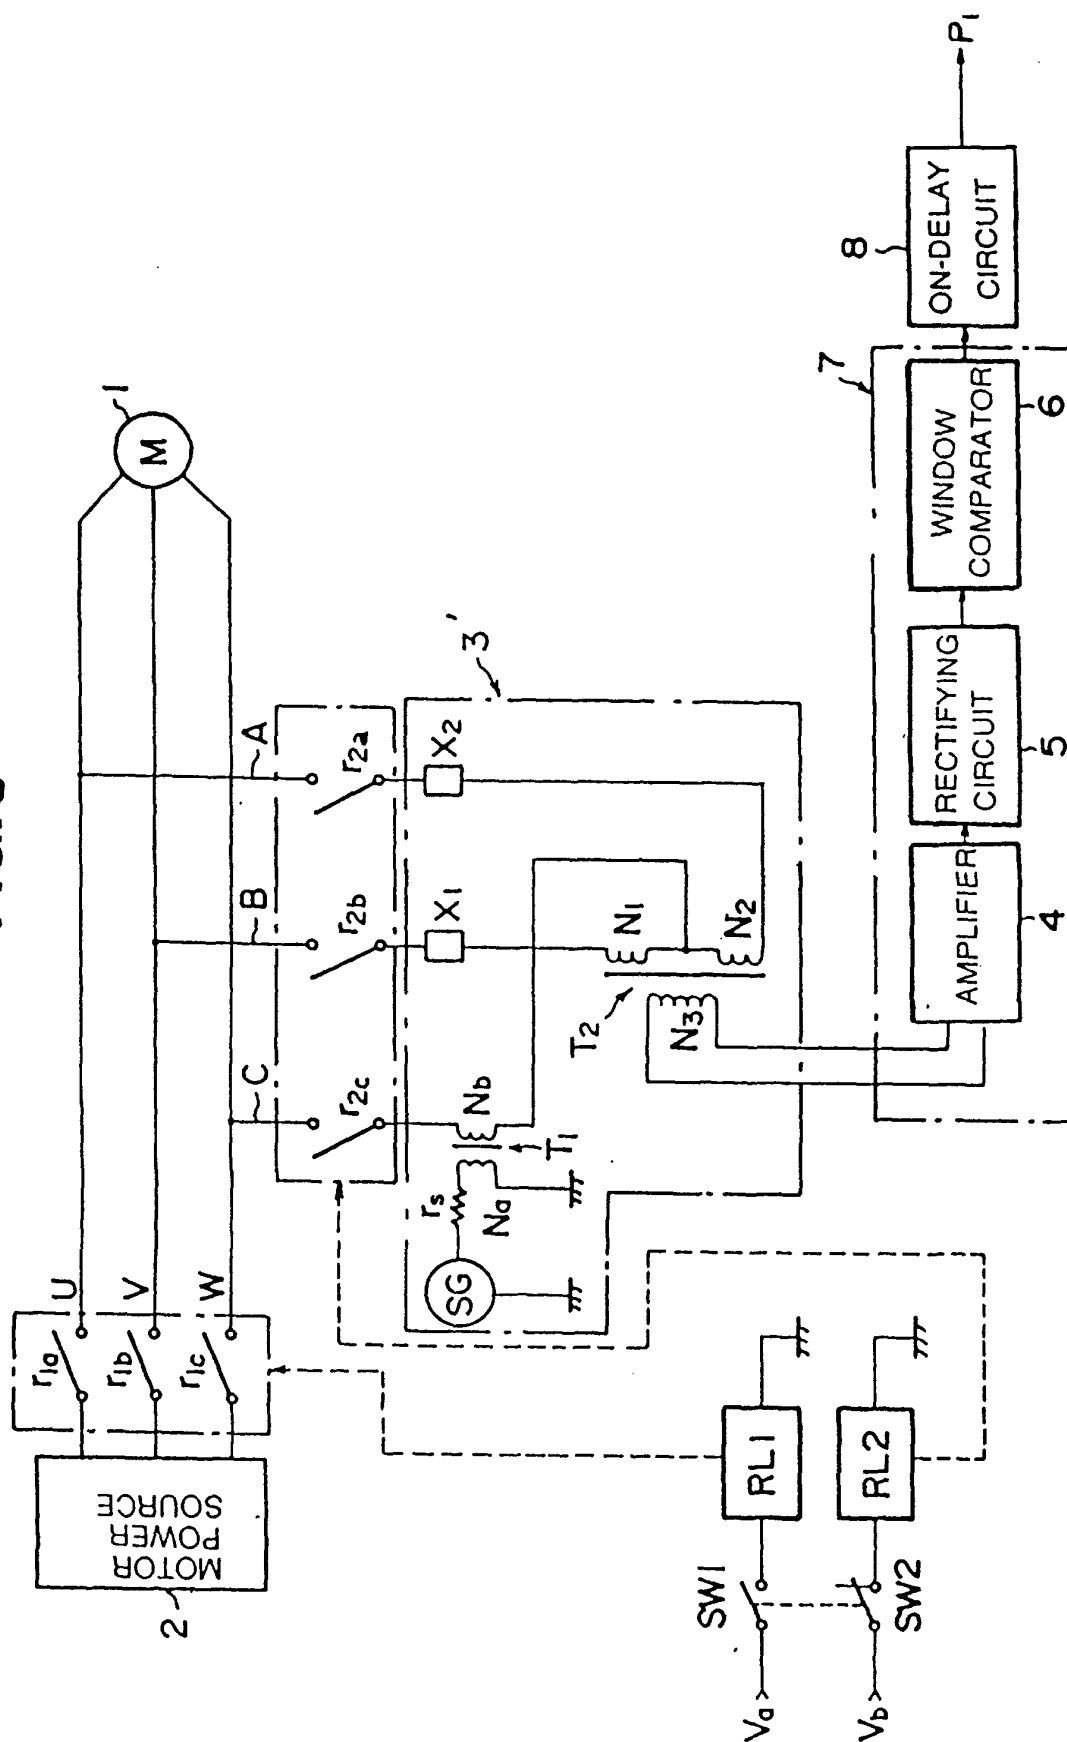 MOTOR
POWER
SOURCE
2
r1a
r1b
r1c
U
V
W
M
1
A
B
C
r2a
r2b
r2c
3'
X2
X1
SG
rs
Na
Nb
T1
T2
N1
N2
N3
Va
Vb
SW1
SW2
RL1
RL2
AMPLIFIER
4
RECTIFYING
CIRCUIT
5
WINDOW
COMPARATOR
6
7
ON-DELAY
CIRCUIT
8
P1